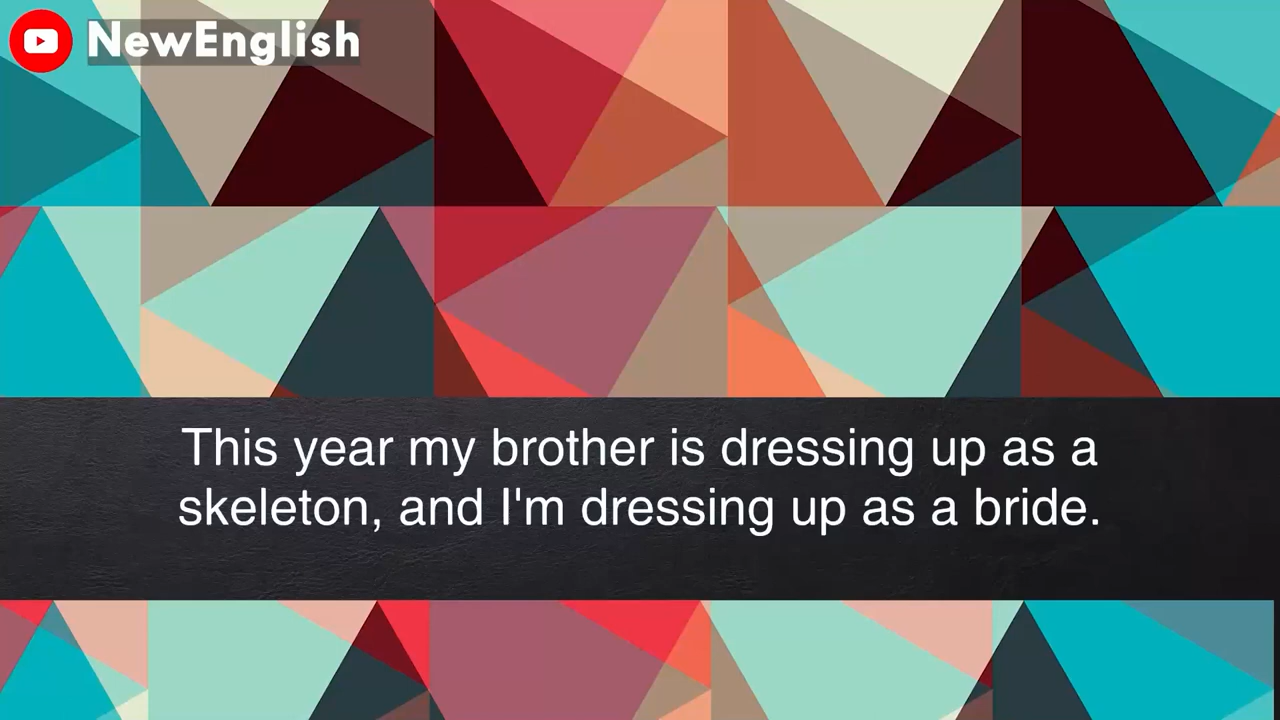 NewEnglish
This year my brother is dressing up as a
skeleton, and I'm dressing up as a bride.